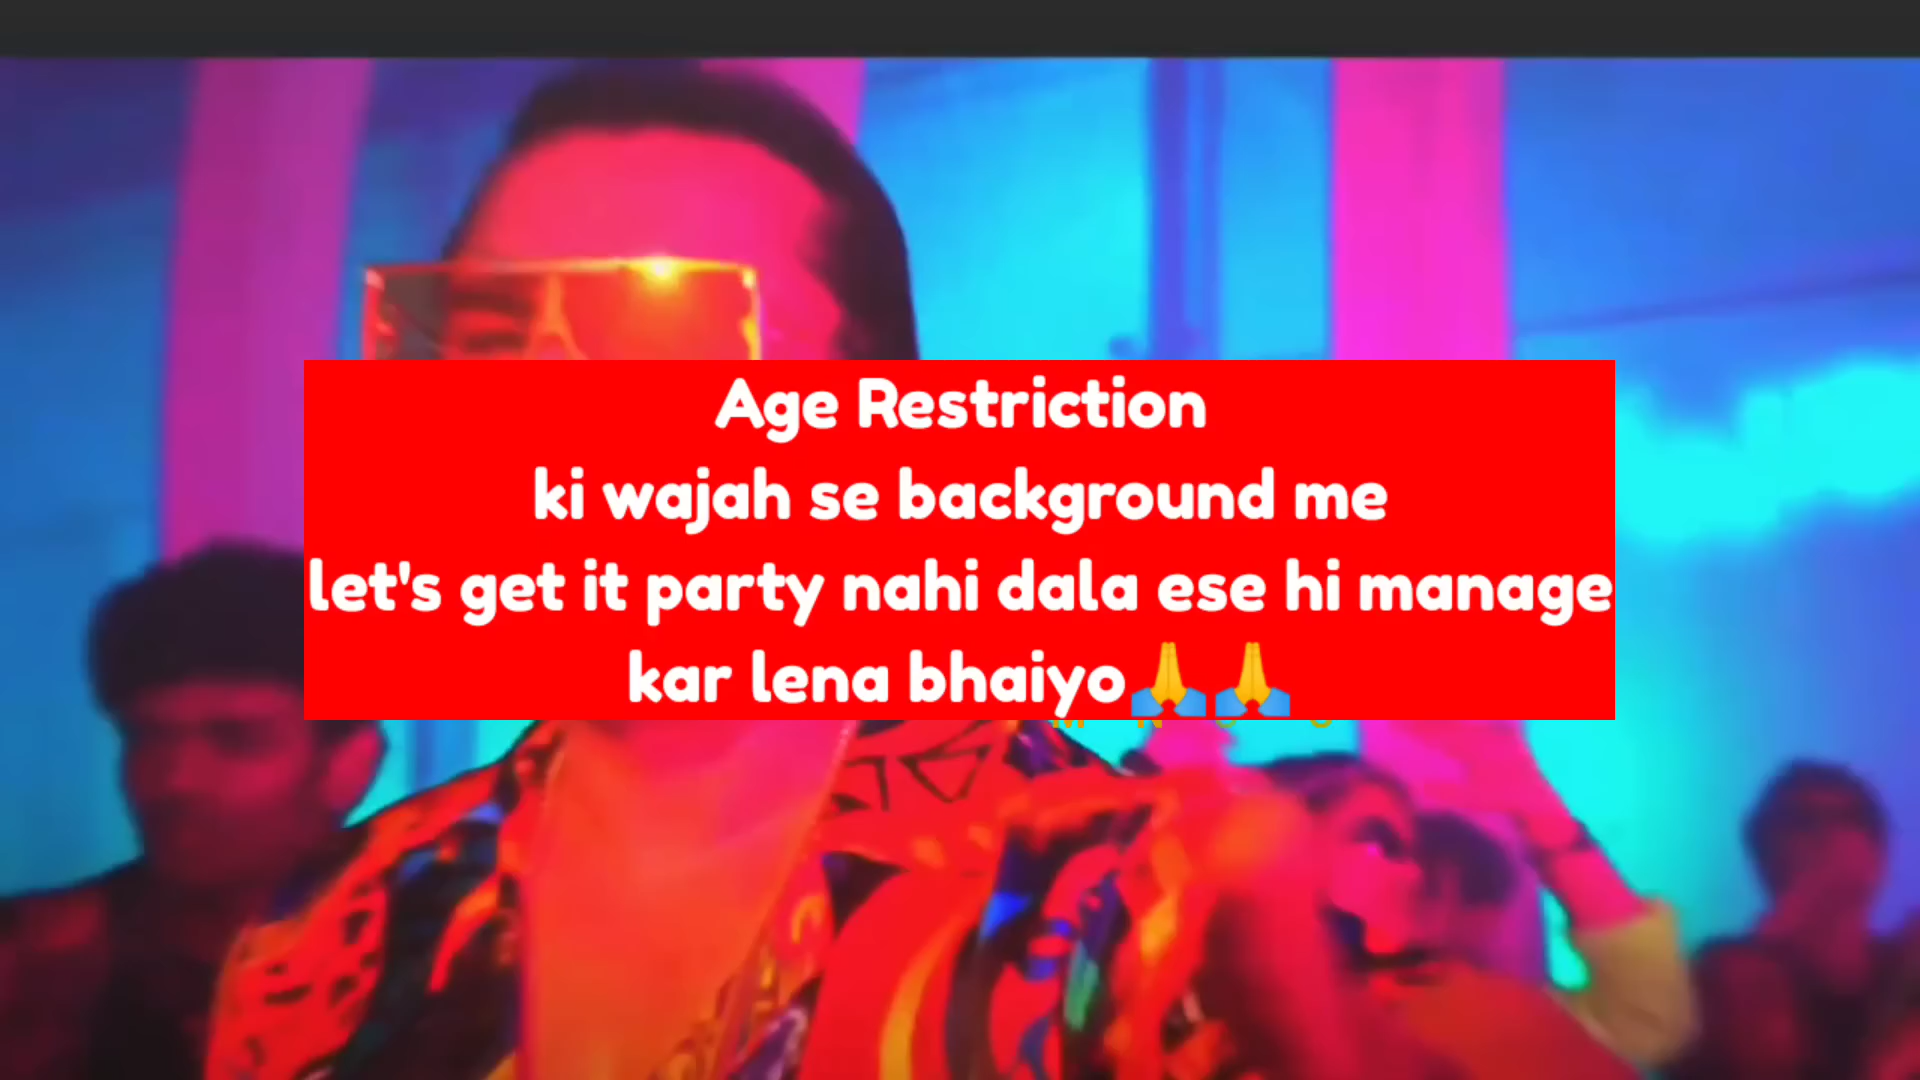 Age Restriction
ki wajah se background me
let's get it party nahi dala ese hi manage
kar lena bhaiyo🙏🙏